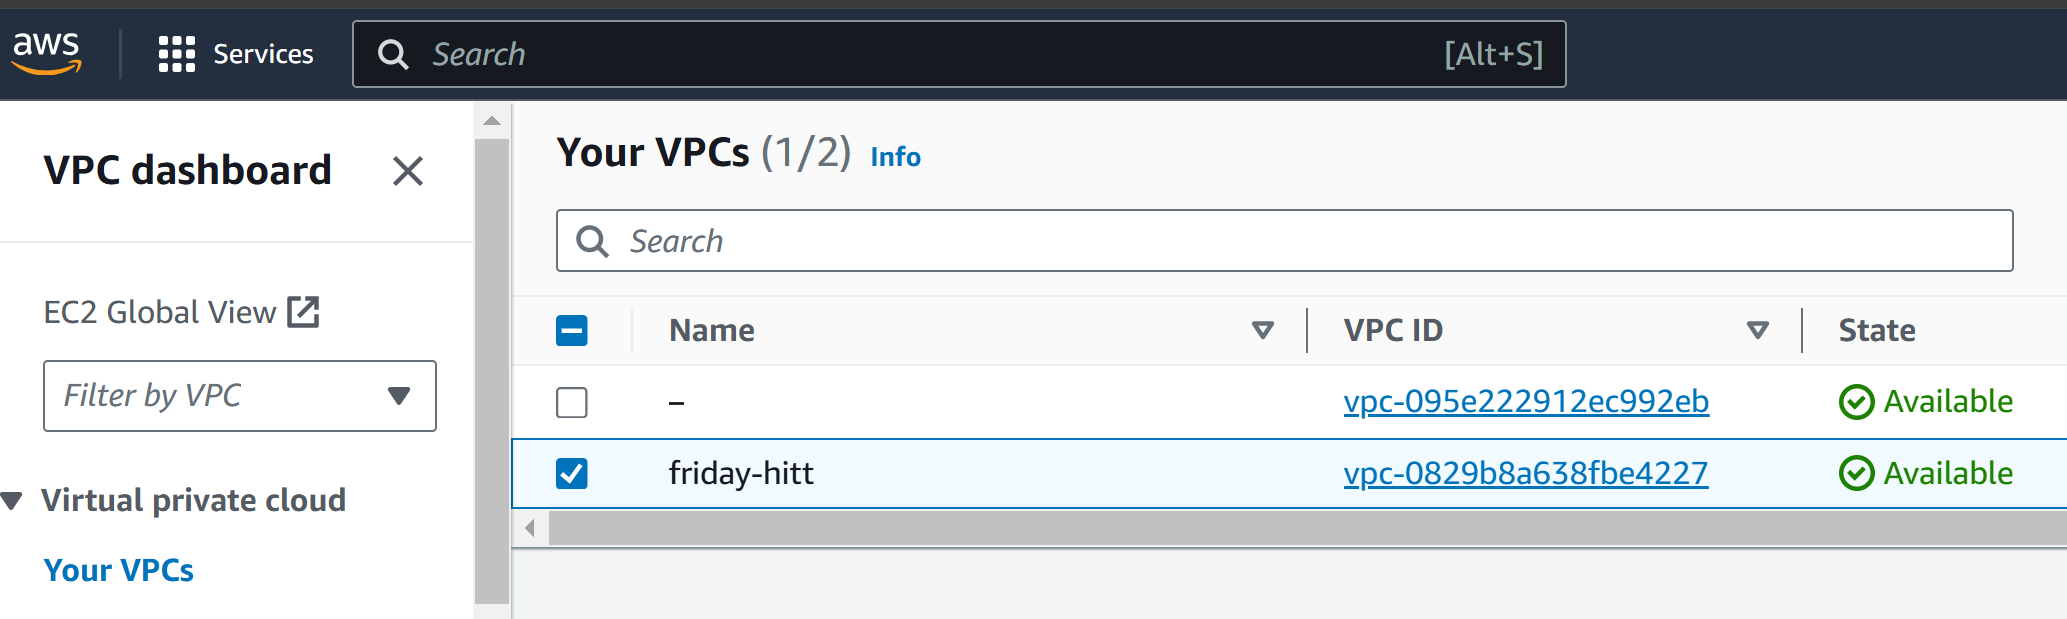 aws Services Search [Alt+S]
VPC dashboard
EC2 Global View
Filter by VPC
Virtual private cloud
Your VPCs
Your VPCs (1/2) Info
Search
Name VPC ID State
– vpc-095e222912ec992eb Available
friday-hitt vpc-0829b8a638fbe4227 Available